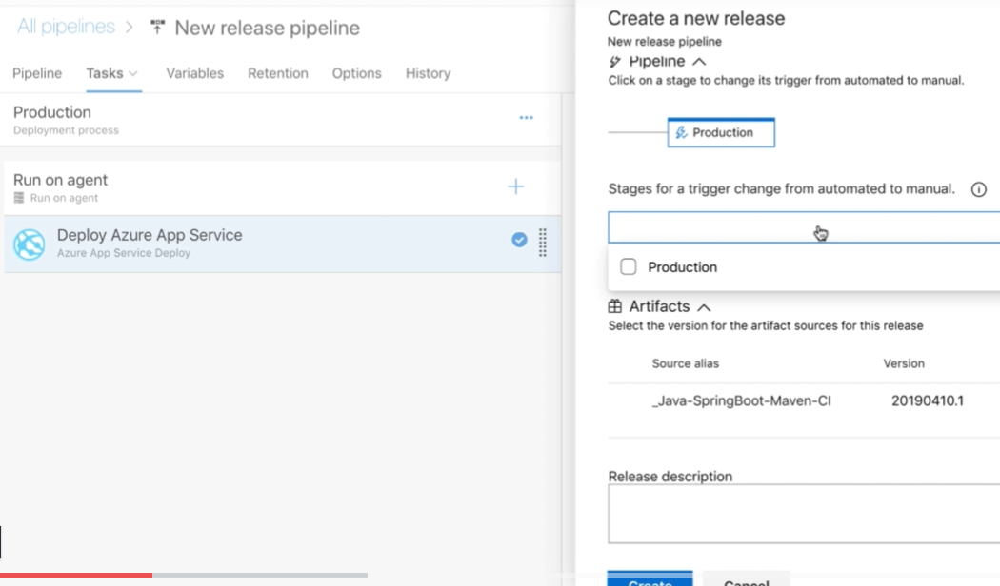 All pipelines > New release pipeline
Pipeline Tasks Variables Retention Options History
Production
Deployment process
Run on agent
Run on agent
Deploy Azure App Service
Azure App Service Deploy
Create a new release
New release pipeline
Pipeline
Click on a stage to change its trigger from automated to manual.
Production
Stages for a trigger change from automated to manual.
Production
Artifacts
Select the version for the artifact sources for this release
Source alias Version
_Java-SpringBoot-Maven-CI 20190410.1
Release description
Create Cancel